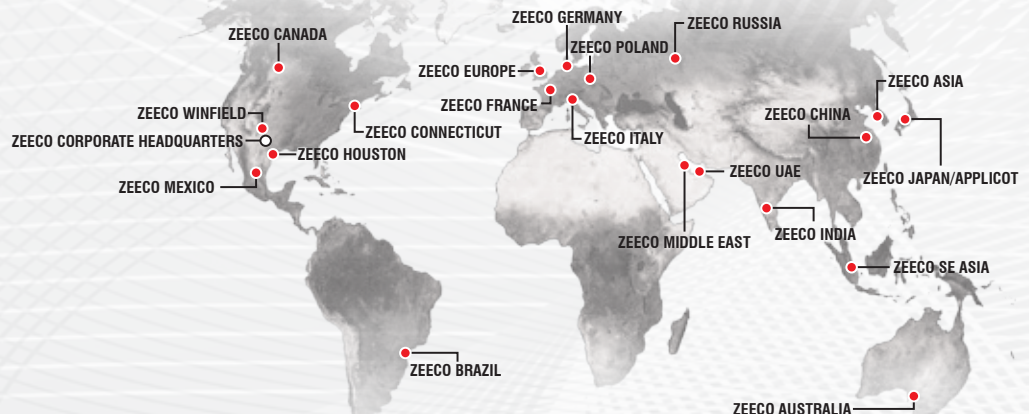 ZEECO GERMANY
ZEECO RUSSIA
ZEECO CANADA
ZEECO POLAND
ZEECO EUROPE
ZEECO ASIA
ZEECO FRANCE
ZEECO WINFIELD
ZEECO CHINA
ZEECO CONNECTICUT
ZEECO ITALY
ZEECO CORPORATE HEADQUARTERS
ZEECO HOUSTON
ZEECO UAE
ZEECO JAPAN/APPLICOT
ZEECO MEXICO
ZEECO INDIA
ZEECO MIDDLE EAST
ZEECO SE ASIA
ZEECO BRAZIL
ZEECO AUSTRALIA